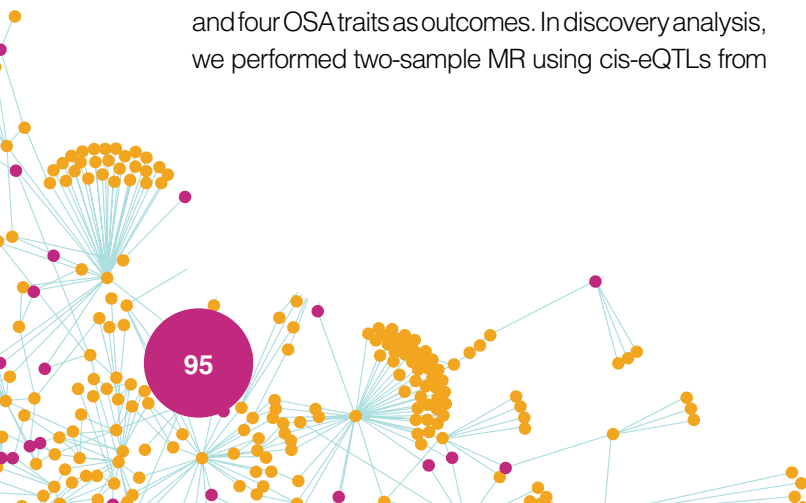 and four OSA traits as outcomes. In discovery analysis,
we performed two-sample MR using cis-eQTLs from
95